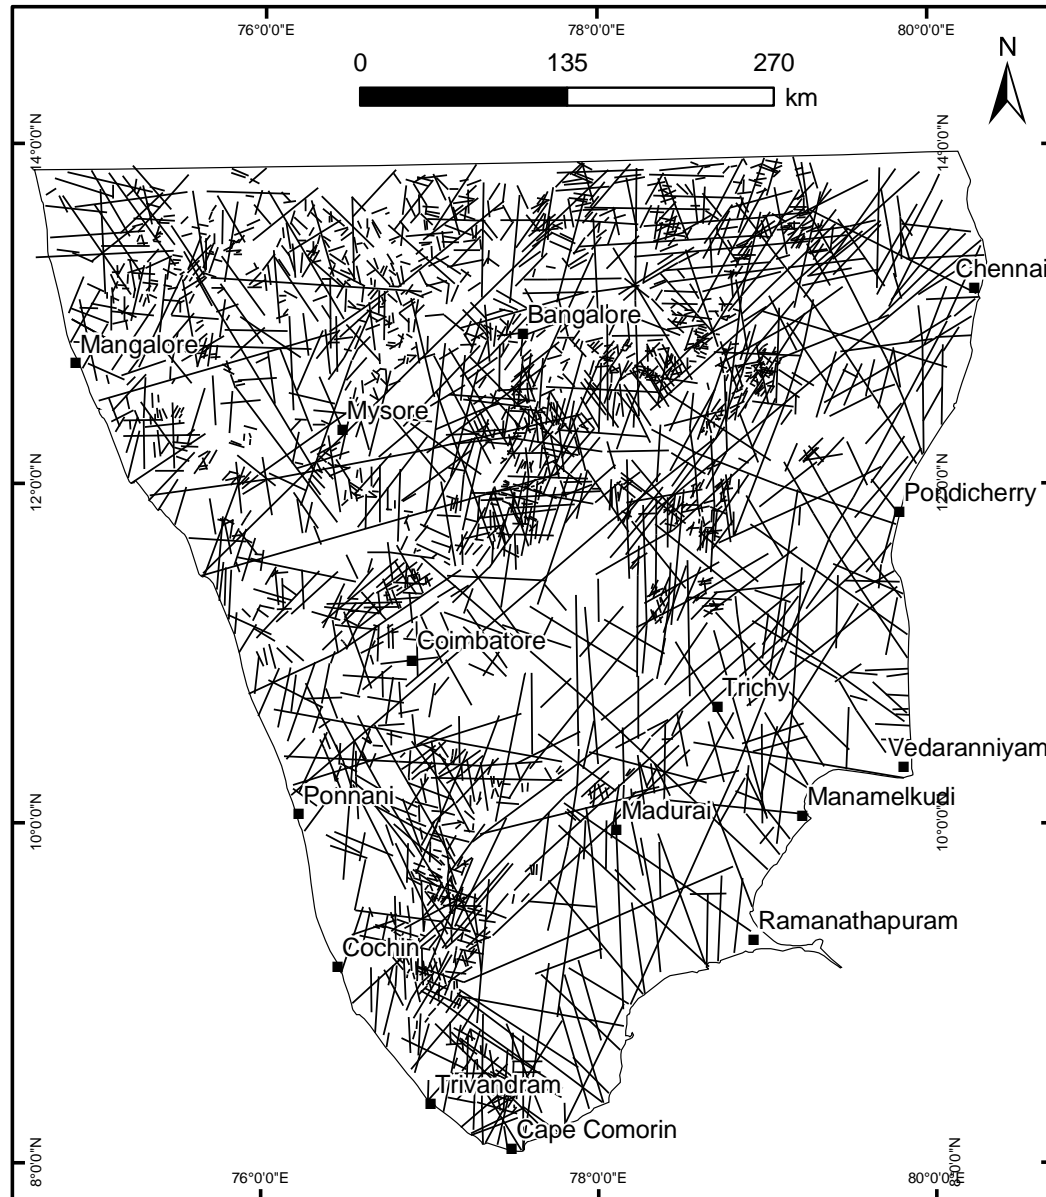 76°0'0"E 78°0'0"E 80°0'0"E
N
0 135 270
km
14°0'0"N 14°0'0"N
Chennai
Bangalore
Mangalore
Mysore
12°0'0"N 12°0'0"N
Pondicherry
Coimbatore
Trichy
Vedaranniyam
Ponnani Manamelkudi
Madurai
10°0'0"N 10°0'0"N
Ramanathapuram
Cochin
Trivandram
Cape Comorin
8°0'0"N 8°0'0"N
76°0'0"E 78°0'0"E 80°0'0"E